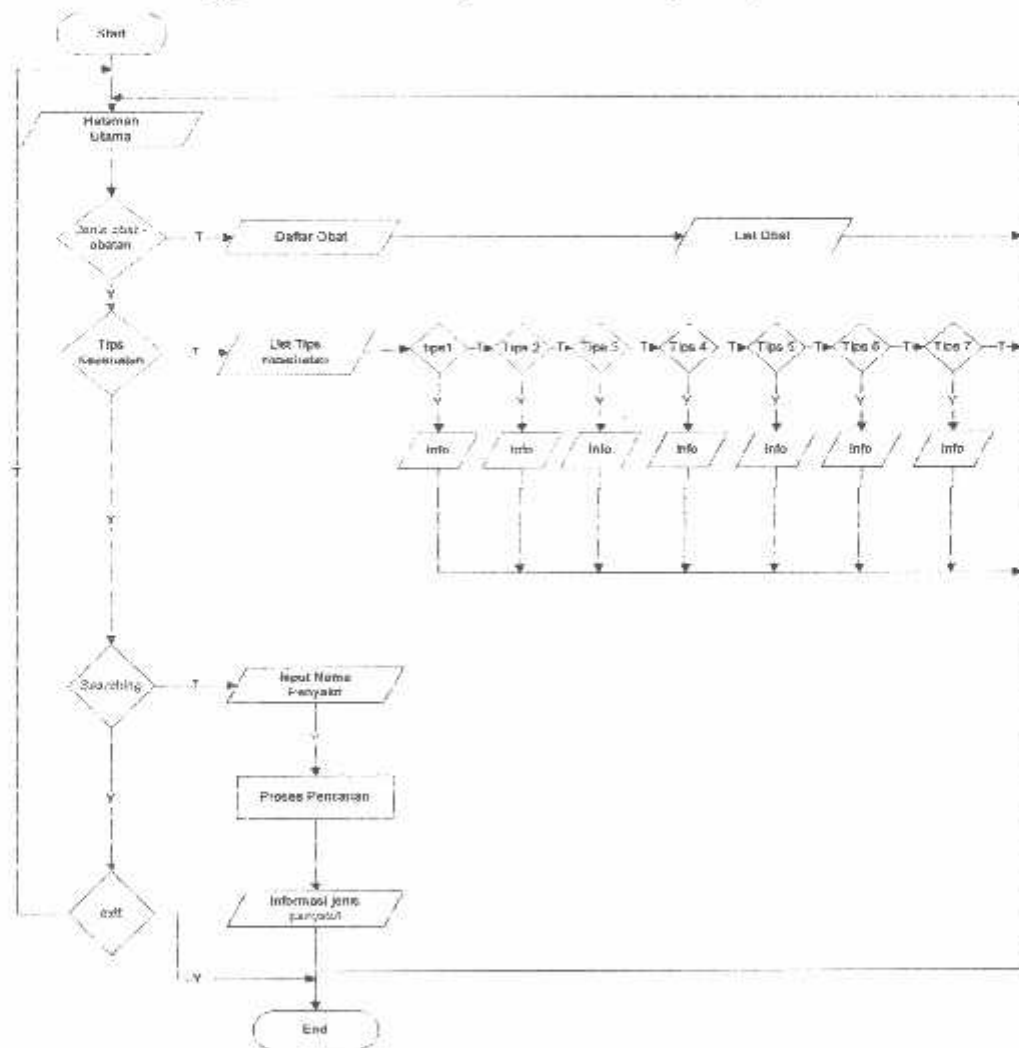 Start
Halaman
Utama
Jenis obat -
obatan
T
Daftar Obat
List Obat
Y
Tips
Kesehatan
T
List Tips
Kesehatan
tips1
T
Tips 2
T
Tips 3
T
Tips 4
T
Tips 5
T
Tips 6
T
Tips 7
T
Y
Y
Y
Y
Y
Y
Y
Info
Info
Info
Info
Info
Info
Info
T
Y
Searching
T
Input Nama
Penyakit
Y
Y
Proses Pencarian
exit
Informasi jenis
penyakit
Y
End